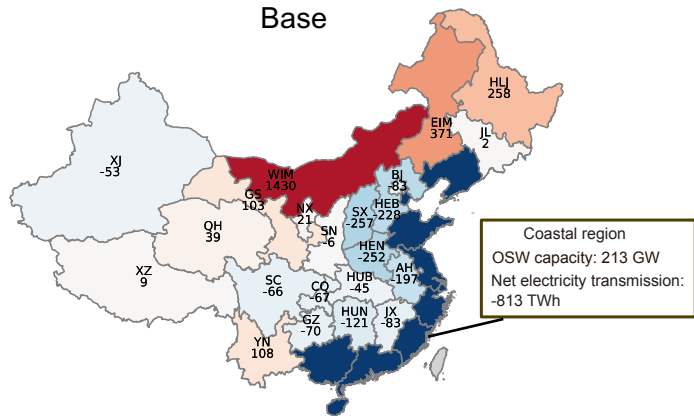 Base
HLJ
258
EIM
371
JL
2
XJ
-53
WIM
1430
GS
103
BJ
-83
NX
21
HEB
-228
SX
-257
SN
-6
QH
39
HEN
-252
XZ
9
SC
-66
CQ
-67
HUB
-45
AH
-197
GZ
-70
HUN
-121
JX
-83
YN
108
Coastal region
OSW capacity: 213 GW
Net electricity transmission:
-813 TWh